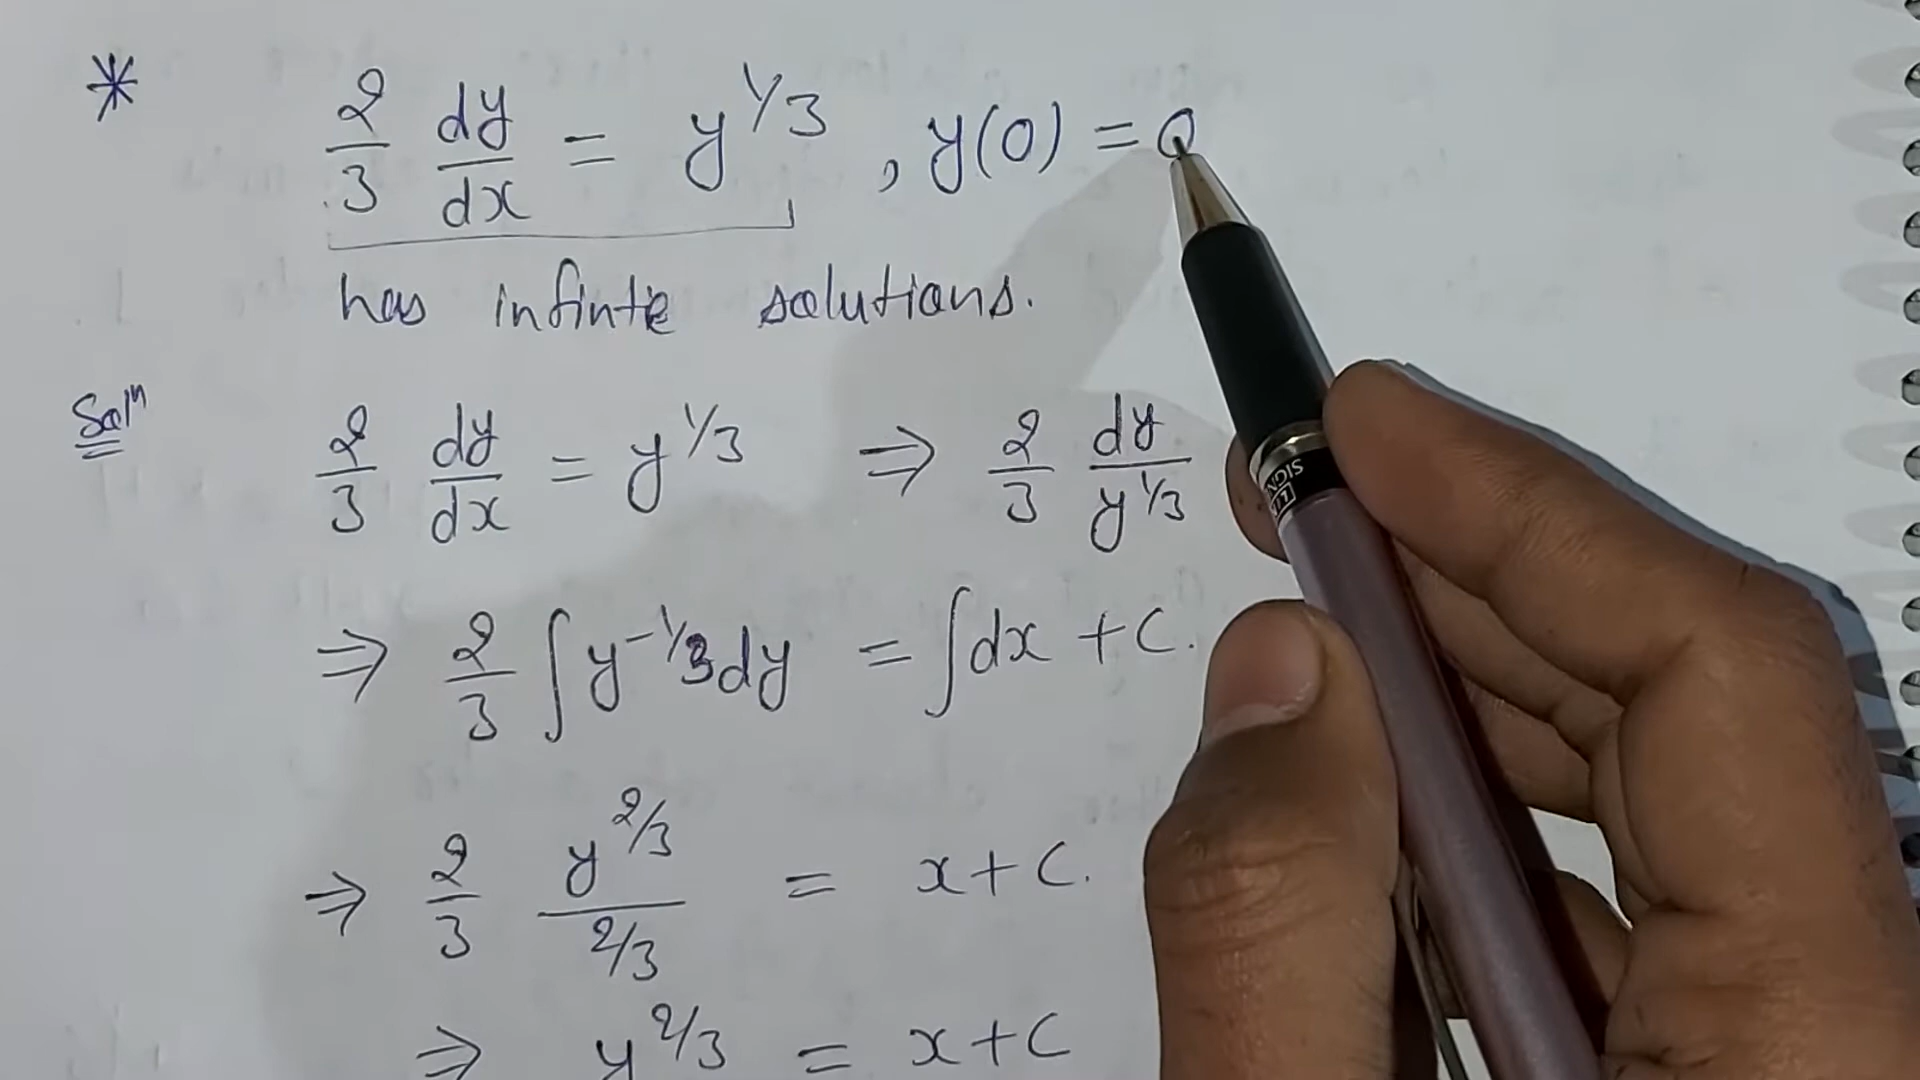 * 2/3 dy/dx = y^1/3 , y(0) = 0
has infinte solutions.
Solⁿ 2/3 dy/dx = y^1/3 ⇒ 2/3 dy/y^1/3
⇒ 2/3 ∫ y^-1/3 dy = ∫ dx + C.
⇒ 2/3 y^2/3 / 2/3 = x + C.
⇒ y^2/3 = x + C